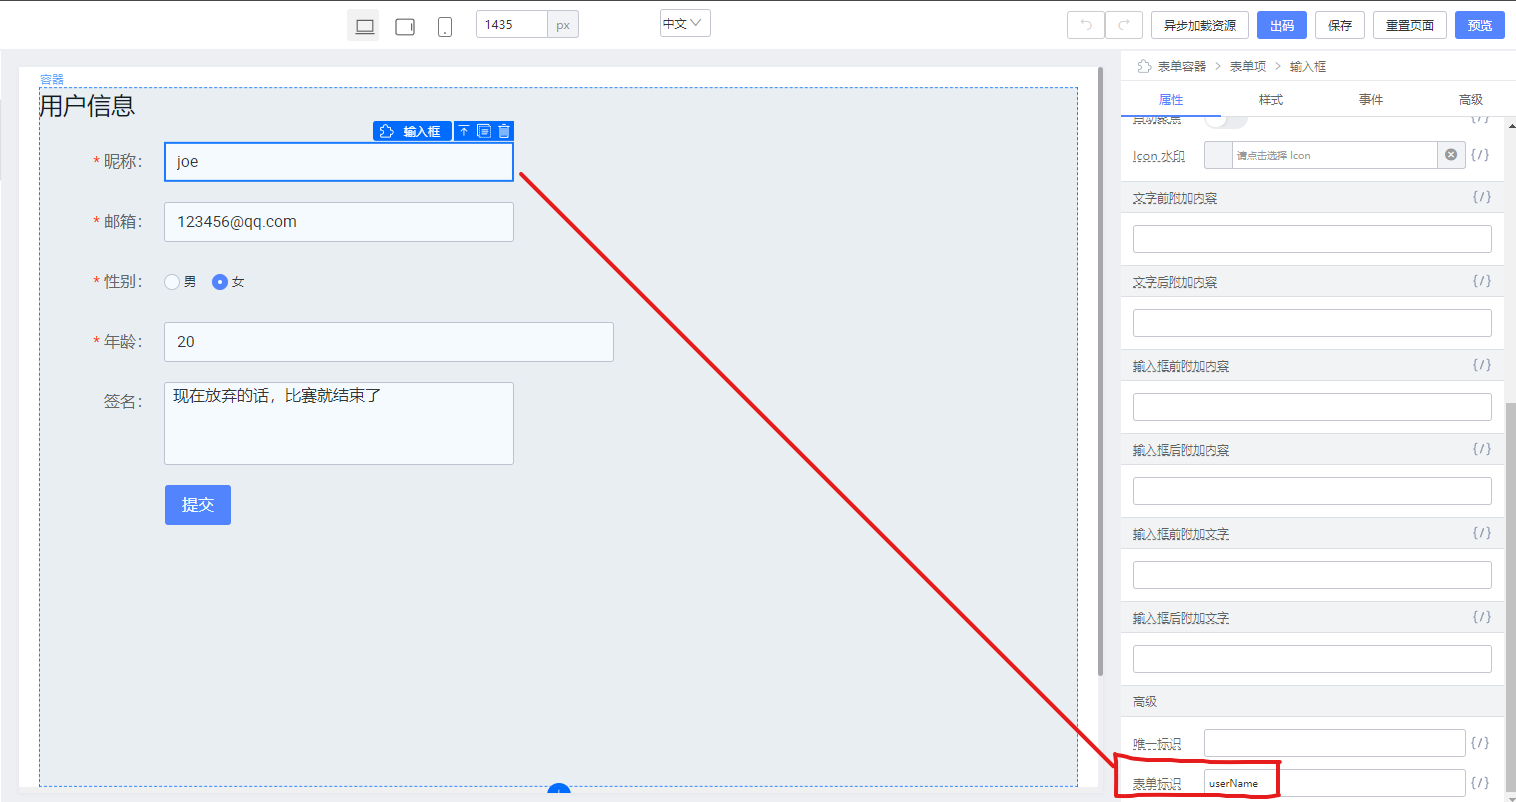 1435 px 中文 异步加载资源 出码 保存 重置页面 预览
容器
用户信息
输入框
* 昵称： joe
* 邮箱： 123456@qq.com
* 性别： 男 女
* 年龄： 20
签名： 现在放弃的话，比赛就结束了
提交
表单容器 > 表单项 > 输入框
属性 样式 事件 高级
自动聚焦 {/}
Icon 水印 请点击选择 Icon {/}
文字前附加内容 {/}
文字后附加内容 {/}
输入框前附加内容 {/}
输入框后附加内容 {/}
输入框前附加文字 {/}
输入框后附加文字 {/}
高级
唯一标识 {/}
表单标识 userName {/}